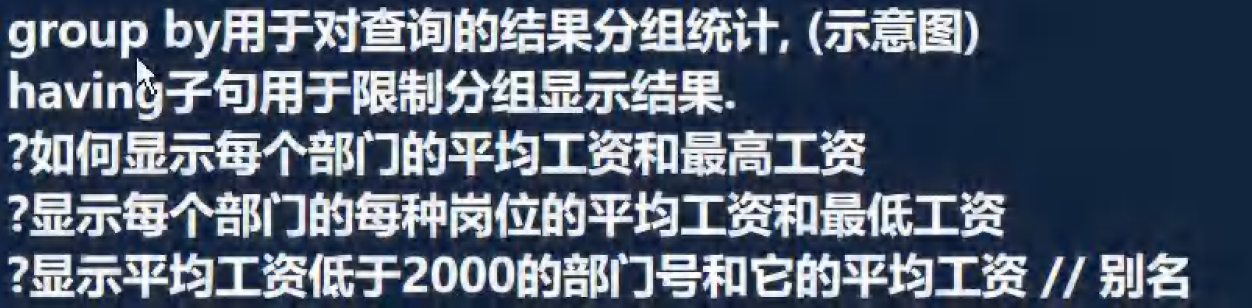 group by用于对查询的结果分组统计, (示意图)
having子句用于限制分组显示结果.
?如何显示每个部门的平均工资和最高工资
?显示每个部门的每种岗位的平均工资和最低工资
?显示平均工资低于2000的部门号和它的平均工资 // 别名